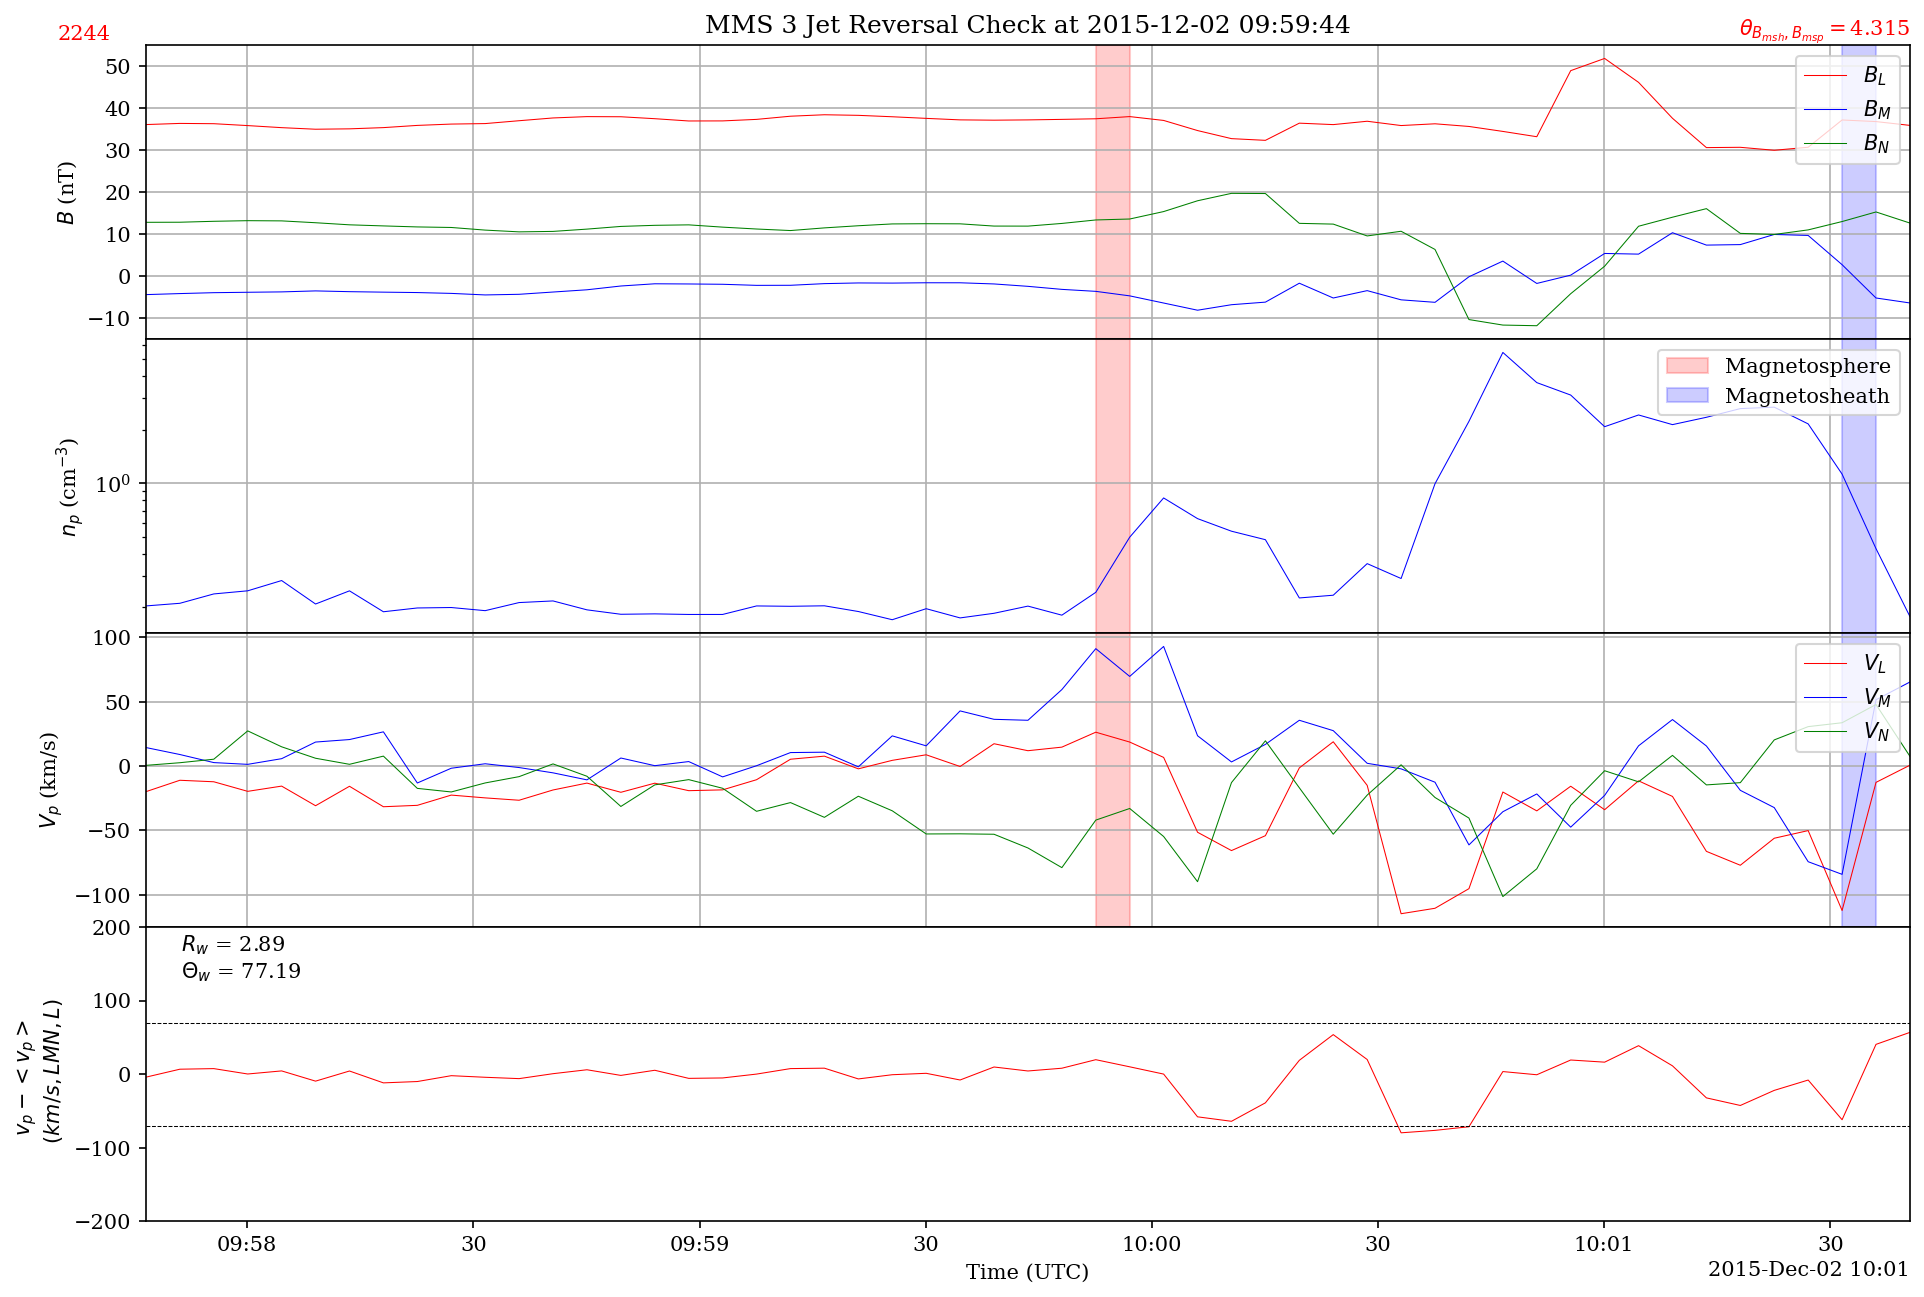 MMS 3 Jet Reversal Check at 2015-12-02 09:59:44
2244
θ_{B_{msh}, B_{msp}} = 4.315
50
40
30
20
10
0
−10
B (nT)
B_L
B_M
B_N
10^0
n_p (cm^{−3})
Magnetosphere
Magnetosheath
100
50
0
−50
−100
V_p (km/s)
V_L
V_M
V_N
200
100
0
−100
−200
v_p − < v_p >
(km/s, LMN, L)
R_w = 2.89
Θ_w = 77.19
09:58
30
09:59
30
10:00
30
10:01
30
Time (UTC)
2015-Dec-02 10:01